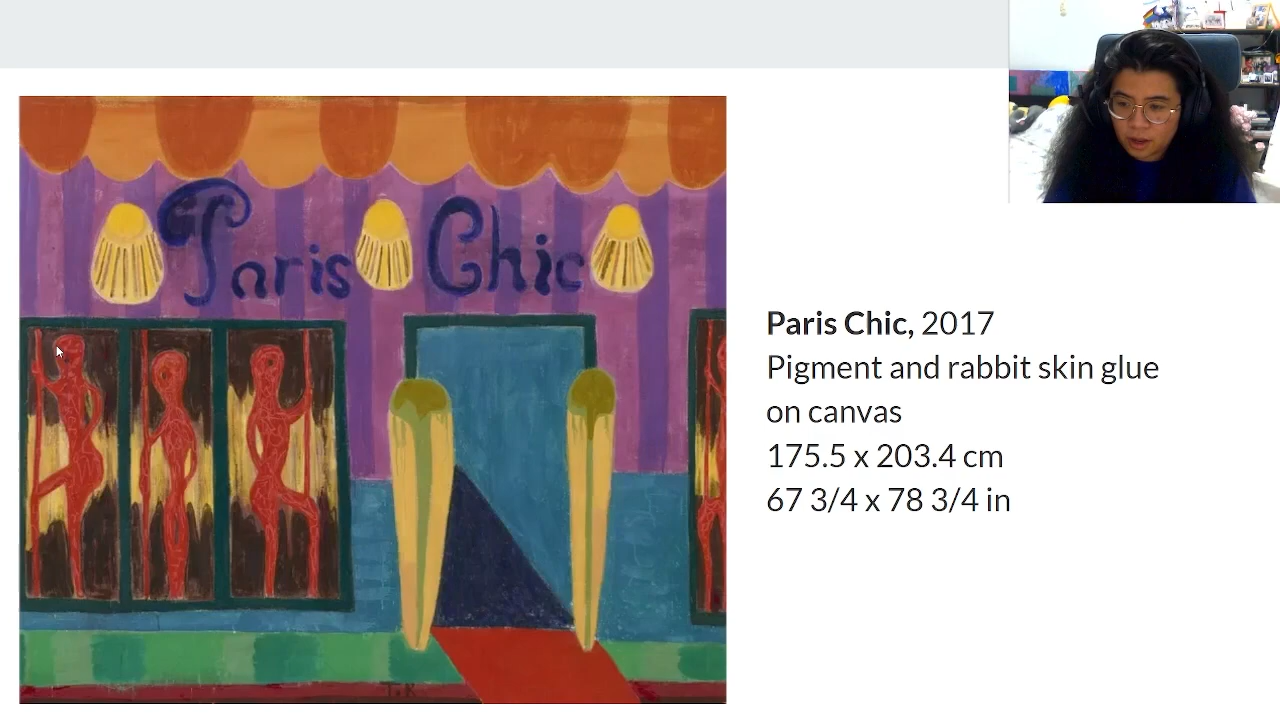 Paris Chic
T.K
Paris Chic, 2017
Pigment and rabbit skin glue
on canvas
175.5 x 203.4 cm
67 3/4 x 78 3/4 in